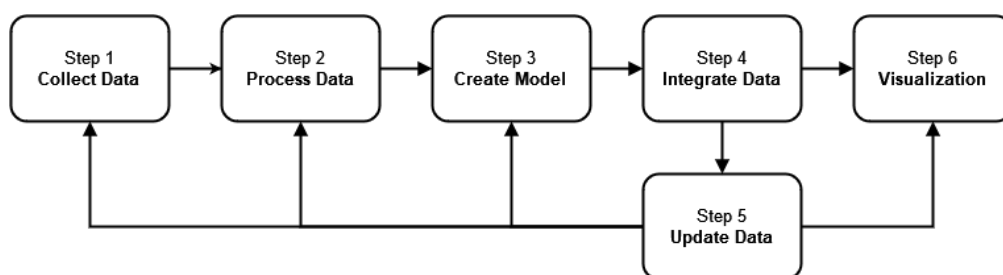 Step 1
Collect Data
Step 2
Process Data
Step 3
Create Model
Step 4
Integrate Data
Step 6
Visualization
Step 5
Update Data